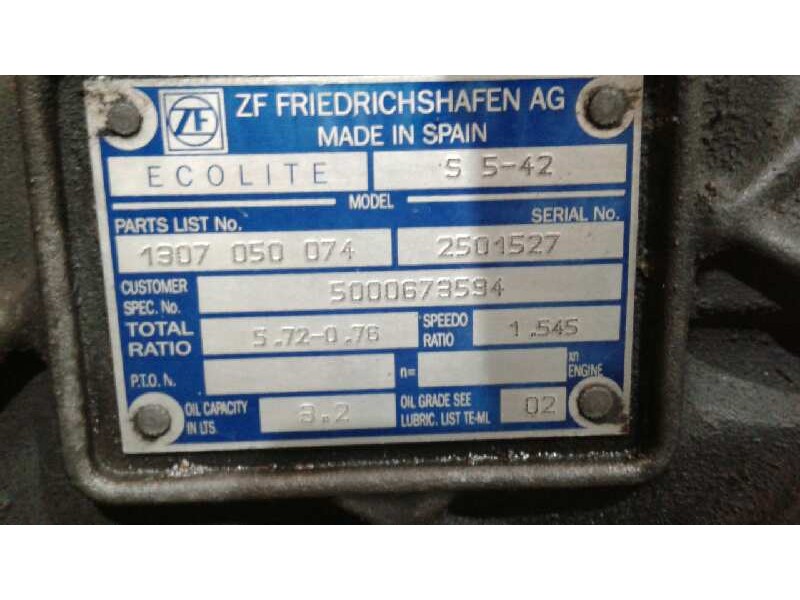 ZF
ZF FRIEDRICHSHAFEN AG
MADE IN SPAIN
ECOLITE S 5-42
MODEL
PARTS LIST No. SERIAL No.
1307 050 074 2501527
CUSTOMER SPEC. No. 5000673594
TOTAL RATIO 5.72-0.76 SPEEDO RATIO 1.545
P.T.O. N. n= xn ENGINE
OIL CAPACITY IN LTS. 3.2 OIL GRADE SEE LUBRIC. LIST TE-ML 02